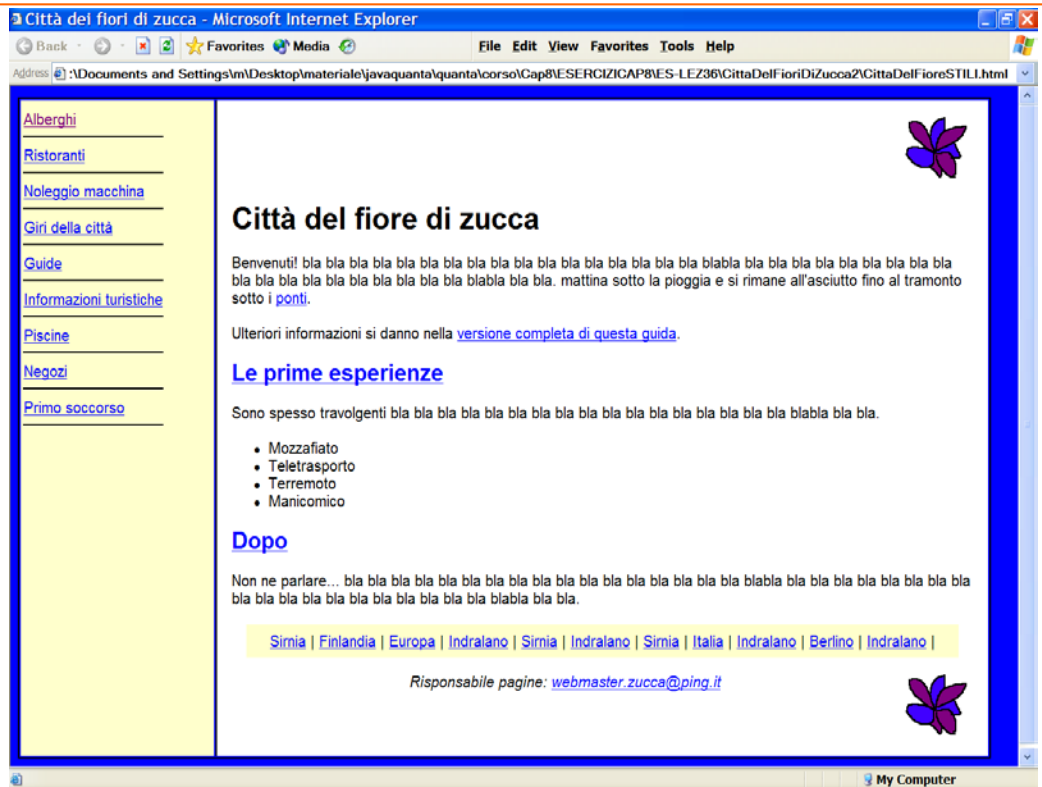 Città dei fiori di zucca - Microsoft Internet Explorer
Back Favorites Media File Edit View Favorites Tools Help
Address :\Documents and Settings\m\Desktop\materiale\javaquanta\quanta\corso\Cap8\ESERCIZICAP8\ES-LEZ36\CittaDelFioriDiZucca2\CittaDelFioreSTILI.html
Alberghi
Ristoranti
Noleggio macchina
Giri della città
Guide
Informazioni turistiche
Piscine
Negozi
Primo soccorso
Città del fiore di zucca
Benvenuti! bla bla bla bla bla bla bla bla bla bla bla bla bla bla bla bla bla blabla bla bla bla bla bla bla bla bla bla
bla bla bla bla bla bla bla bla bla bla blabla bla bla. mattina sotto la pioggia e si rimane all'asciutto fino al tramonto
sotto i ponti.
Ulteriori informazioni si danno nella versione completa di questa guida.
Le prime esperienze
Sono spesso travolgenti bla bla bla bla bla bla bla bla bla bla bla bla bla bla bla bla bla blabla bla bla.
• Mozzafiato
• Teletrasporto
• Terremoto
• Manicomico
Dopo
Non ne parlare... bla bla bla bla bla bla bla bla bla bla bla bla bla bla bla bla bla blabla bla bla bla bla bla bla bla bla
bla bla bla bla bla bla bla bla bla bla bla blabla bla bla.
Sirnia | Finlandia | Europa | Indralano | Sirnia | Indralano | Sirnia | Italia | Indralano | Berlino | Indralano |
Risponsabile pagine: webmaster.zucca@ping.it
My Computer